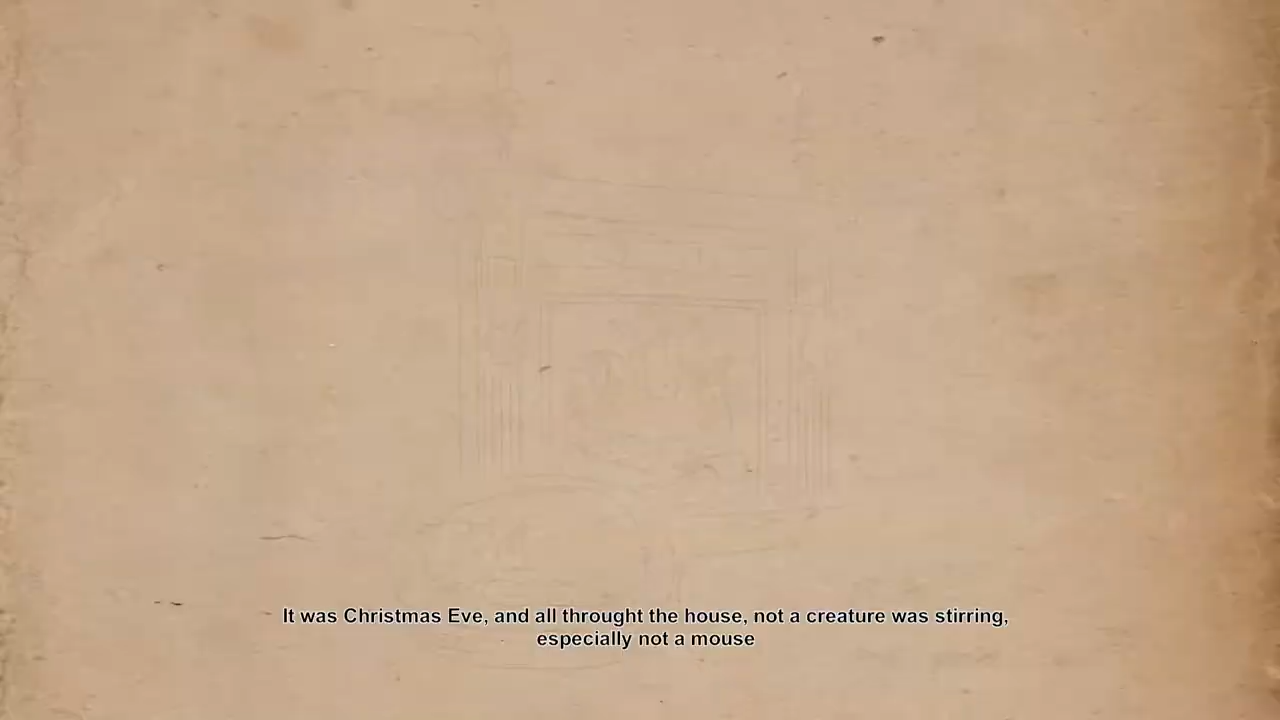 It was Christmas Eve, and all throught the house, not a creature was stirring,
especially not a mouse